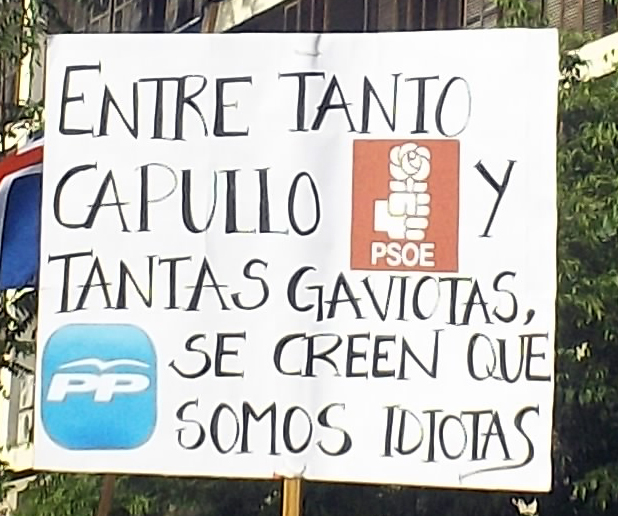 ENTRE TANTO
CAPULLO PSOE Y
TANTAS GAVIOTAS,
PP SE CREEN QUE
SOMOS IDIOTAS